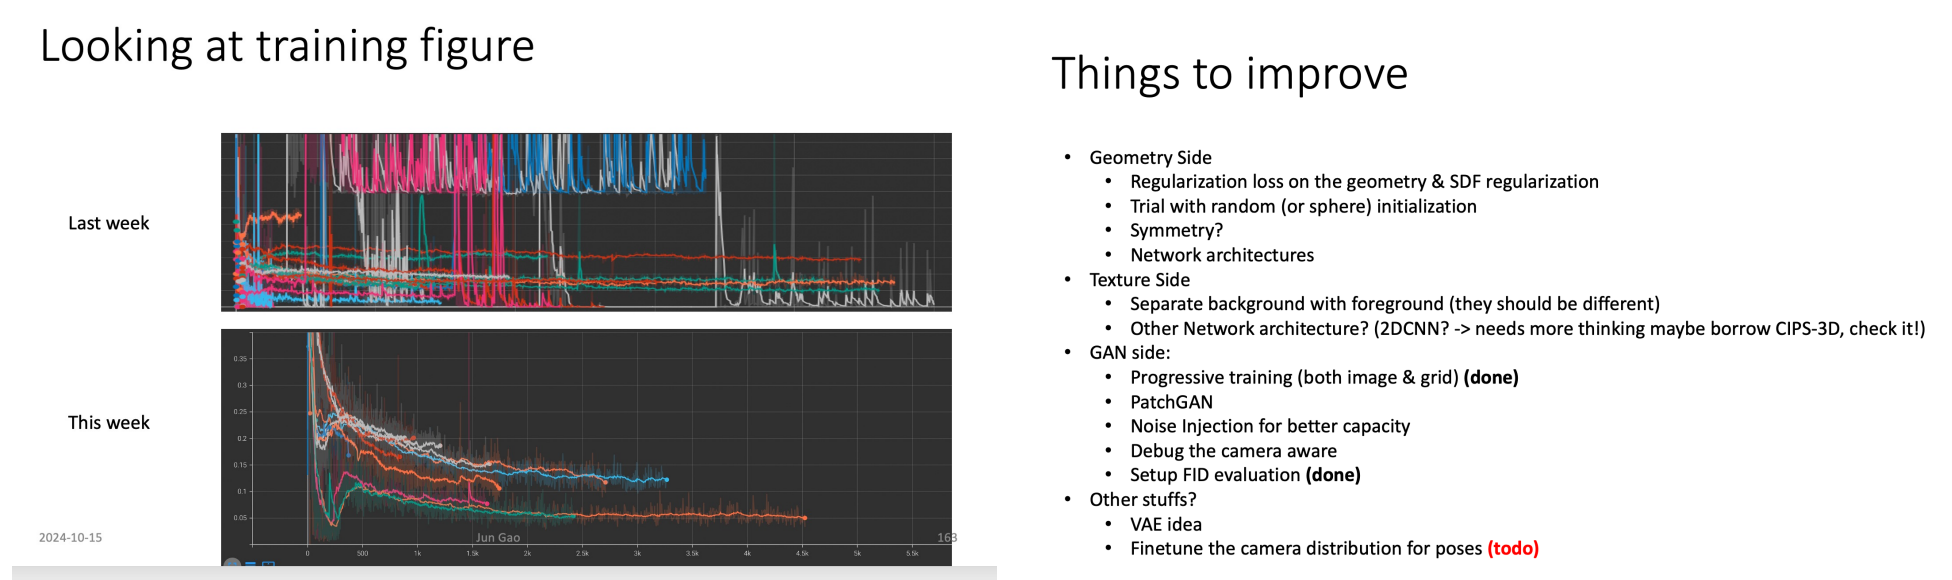 Looking at training figure
Last week
This week
0.35
0.3
0.25
0.2
0.15
0.1
0.05
0
500
1k
1.5k
2k
2.5k
3k
3.5k
4k
4.5k
5k
5.5k
2024-10-15
Jun Gao
163
Things to improve
• Geometry Side
• Regularization loss on the geometry & SDF regularization
• Trial with random (or sphere) initialization
• Symmetry?
• Network architectures
• Texture Side
• Separate background with foreground (they should be different)
• Other Network architecture? (2DCNN? -> needs more thinking maybe borrow CIPS-3D, check it!)
• GAN side:
• Progressive training (both image & grid) (done)
• PatchGAN
• Noise Injection for better capacity
• Debug the camera aware
• Setup FID evaluation (done)
• Other stuffs?
• VAE idea
• Finetune the camera distribution for poses (todo)